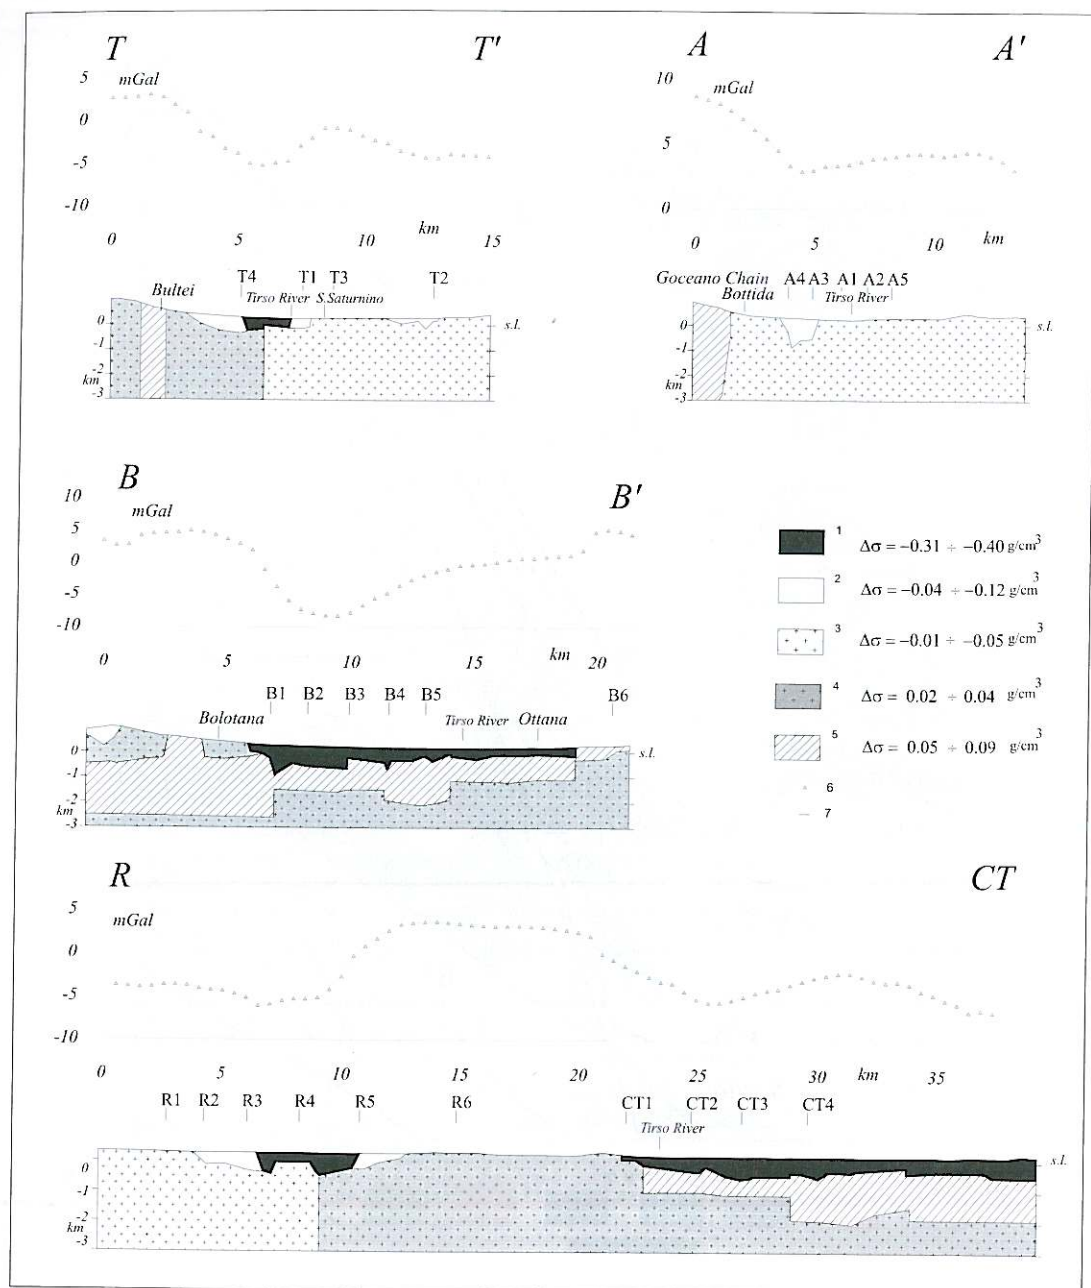 T T'
5 mGal
0
-5
-10
0 5 10 km 15
T4 T1 T3 T2
Bultei Tirso River S.Saturnino
0 s.l.
-1
-2
km
-3
A A'
10 mGal
5
0
0 5 10 km
Goceano Chain A4 A3 A1 A2 A5
Bottida Tirso River
0 s.l.
-1
-2
km
-3
B B'
10 mGal
5
0
-5
-10
0 5 10 15 km 20
B1 B2 B3 B4 B5 B6
Bolotana Tirso River Ottana
0 s.l.
-1
-2
km
-3
1 Δσ = −0.31 ÷ −0.40 g/cm³
2 Δσ = −0.04 ÷ −0.12 g/cm³
3 Δσ = −0.01 ÷ −0.05 g/cm³
4 Δσ = 0.02 ÷ 0.04 g/cm³
5 Δσ = 0.05 ÷ 0.09 g/cm³
6
7
R CT
5
mGal
0
-5
-10
0 5 10 15 20 25 30 km 35
R1 R2 R3 R4 R5 R6 CT1 CT2 CT3 CT4
Tirso River
0 s.l.
-1
-2
km
-3